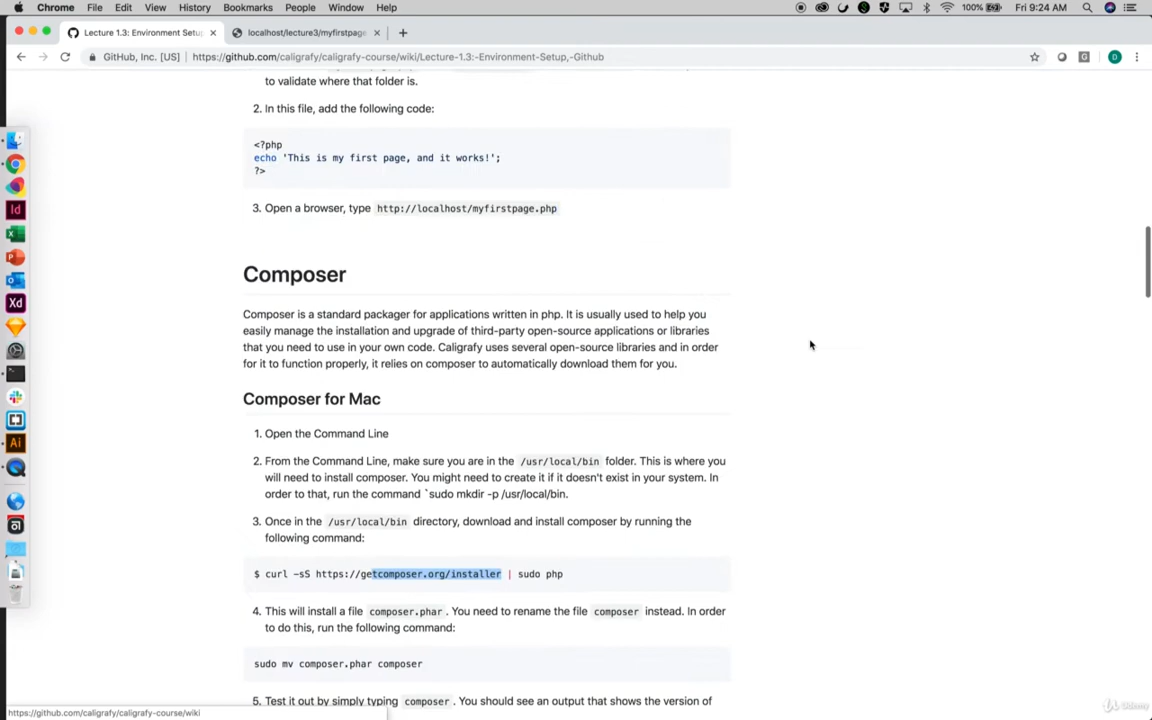 Chrome File Edit View History Bookmarks People Window Help 100% Fri 9:24 AM
Lecture 1.3: Environment Setu localhost/lecture3/myfirstpage
GitHub, Inc. [US] https://github.com/caligrafy/caligrafy-course/wiki/Lecture-1.3:-Environment-Setup,-Github
to validate where that folder is.
2. In this file, add the following code:
<?php
echo 'This is my first page, and it works!';
?>
3. Open a browser, type http://localhost/myfirstpage.php
Composer
Composer is a standard packager for applications written in php. It is usually used to help you
easily manage the installation and upgrade of third-party open-source applications or libraries
that you need to use in your own code. Caligrafy uses several open-source libraries and in order
for it to function properly, it relies on composer to automatically download them for you.
Composer for Mac
1. Open the Command Line
2. From the Command Line, make sure you are in the /usr/local/bin folder. This is where you
will need to install composer. You might need to create it if it doesn't exist in your system. In
order to that, run the command `sudo mkdir -p /usr/local/bin.
3. Once in the /usr/local/bin directory, download and install composer by running the
following command:
$ curl -sS https://getcomposer.org/installer | sudo php
4. This will install a file composer.phar. You need to rename the file composer instead. In order
to do this, run the following command:
sudo mv composer.phar composer
5. Test it out by simply typing composer. You should see an output that shows the version of
https://github.com/caligrafy/caligrafy-course/wiki
Id
Xd
Ai
Udemy